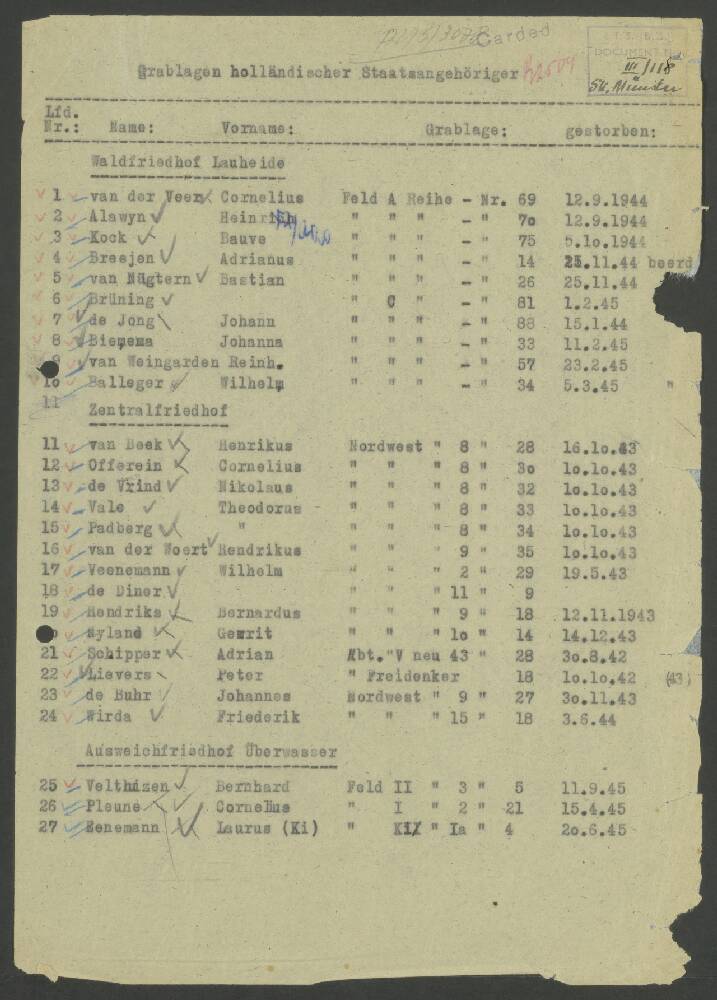 Carded
I.T.S. (B.Z.)
DOCUMENT N°
III/118
St. Münster
Grablagen holländischer Staatsangehöriger
Lfd.
Nr.: Name: Vorname: Grablage: gestorben:
Waldfriedhof Lauheide
1 van der Veer Cornelius Feld A Reihe - Nr. 69 12.9.1944
2 Alawyn Heinrich " " " - " 7o 12.9.1944
3 Kock Bauve " " " - " 75 5.1o.1944
4 Breejen Adrianus " " " - " 14 25.11.44 beerd
5 van Nügtern Bastian " " " - " 26 25.11.44
6 Brüning " C " - " 81 1.2.45
7 de Jong Johann " " " - " 88 15.1.44
8 Biemema Johanna " " " - " 33 11.2.45
9 van Weingarden Reinh. " " " - " 57 23.2.45
1o Balleger Wilhelm " " " - " 34 5.3.45 "
11
Zentralfriedhof
11 van Beek Henrikus Nordwest " 8 " 28 16.1o.43
12 Offerein Cornelius " " " 8 " 3o 1o.1o.43
13 de Vrind Nikolaus " " " 8 " 32 1o.1o.43
14 Vale Theodorus " " " 8 " 33 1o.1o.43
15 Padberg " " " " 8 " 34 1o.1o.43
16 van der Woert Hendrikus " " " 9 " 35 1o.1o.43
17 Veenemann Wilhelm " " " 2 " 29 19.5.43
18 de Diner " " " 11 " 9
19 Hendriks Bernardus " " " 9 " 18 12.11.1943
Nyland Gerrit " " " 1o " 14 14.12.43
21 Schipper Adrian Abt. "V neu 43 " 28 3o.8.42
22 Lievers Peter " Freidenker 18 1o.1o.42 (43)
23 de Buhr Johannes Nordwest " 9 " 27 3o.11.43
24 Wirda Friederik " " " 15 " 18 3.6.44
Ausweichfriedhof Überwasser
25 Velthizen Bernhard Feld II " 3 " 5 11.9.45
26 Pleune Cornelius " I " 2 " 21 15.4.45
27 Eenemann Laurus (Ki) " KI " Ia " 4 2o.6.45